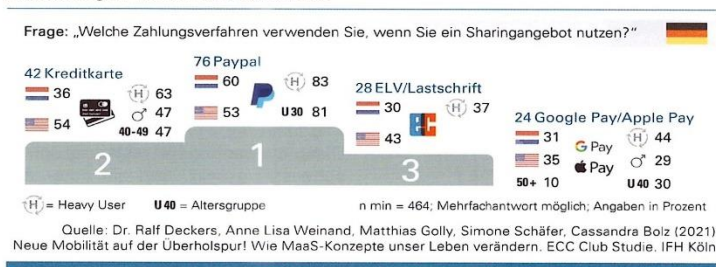 Frage: „Welche Zahlungsverfahren verwenden Sie, wenn Sie ein Sharingangebot nutzen?“
76 Paypal
60 H 83
53 U 30 81
42 Kreditkarte
36 H 63
54 ♂ 47
40-49 47
28 ELV/Lastschrift
30 H 37
43 EC
24 Google Pay/Apple Pay
31 G Pay H 44
35 Pay ♂ 29
50+ 10 U 40 30
2 1 3
H = Heavy User U 40 = Altersgruppe n min = 464; Mehrfachantwort möglich; Angaben in Prozent
Quelle: Dr. Ralf Deckers, Anne Lisa Weinand, Matthias Golly, Simone Schäfer, Cassandra Bolz (2021)
Neue Mobilität auf der Überholspur! Wie MaaS-Konzepte unser Leben verändern. ECC Club Studie. IFH Köln